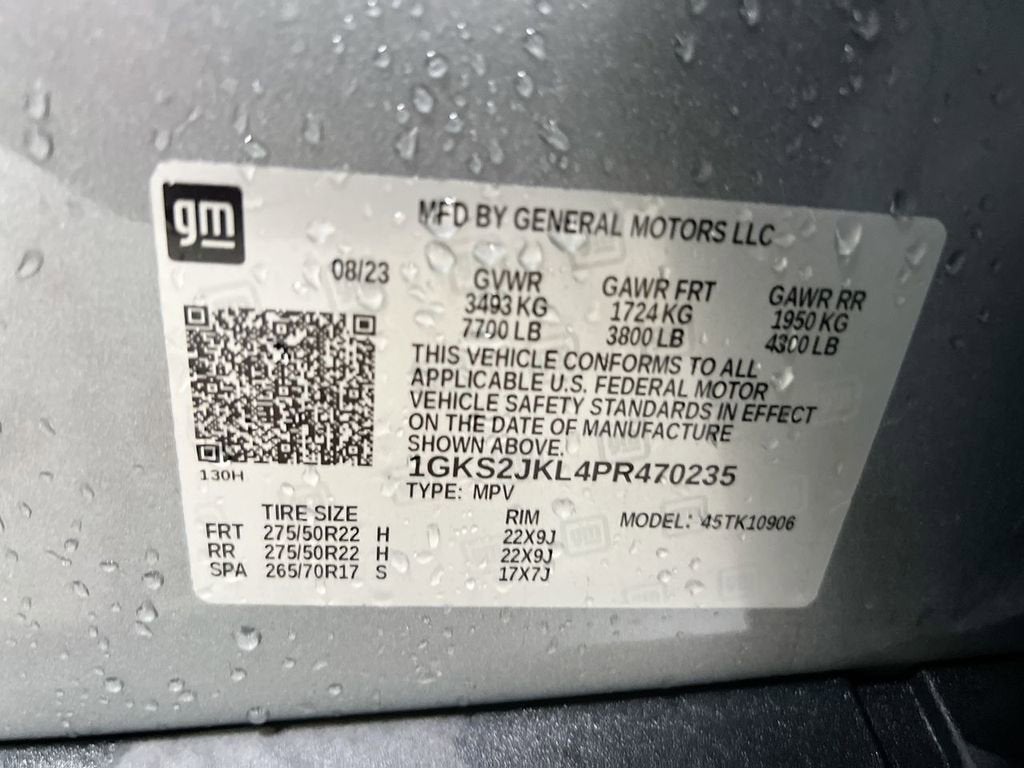 gm
MFD BY GENERAL MOTORS LLC
08/23
GVWR GAWR FRT GAWR RR
3493 KG 1724 KG 1950 KG
7700 LB 3800 LB 4300 LB
THIS VEHICLE CONFORMS TO ALL
APPLICABLE U.S. FEDERAL MOTOR
VEHICLE SAFETY STANDARDS IN EFFECT
ON THE DATE OF MANUFACTURE
SHOWN ABOVE.
1GKS2JKL4PR470235
130H
TYPE: MPV
TIRE SIZE RIM MODEL: 45TK10906
FRT 275/50R22 H 22X9J
RR 275/50R22 H 22X9J
SPA 265/70R17 S 17X7J